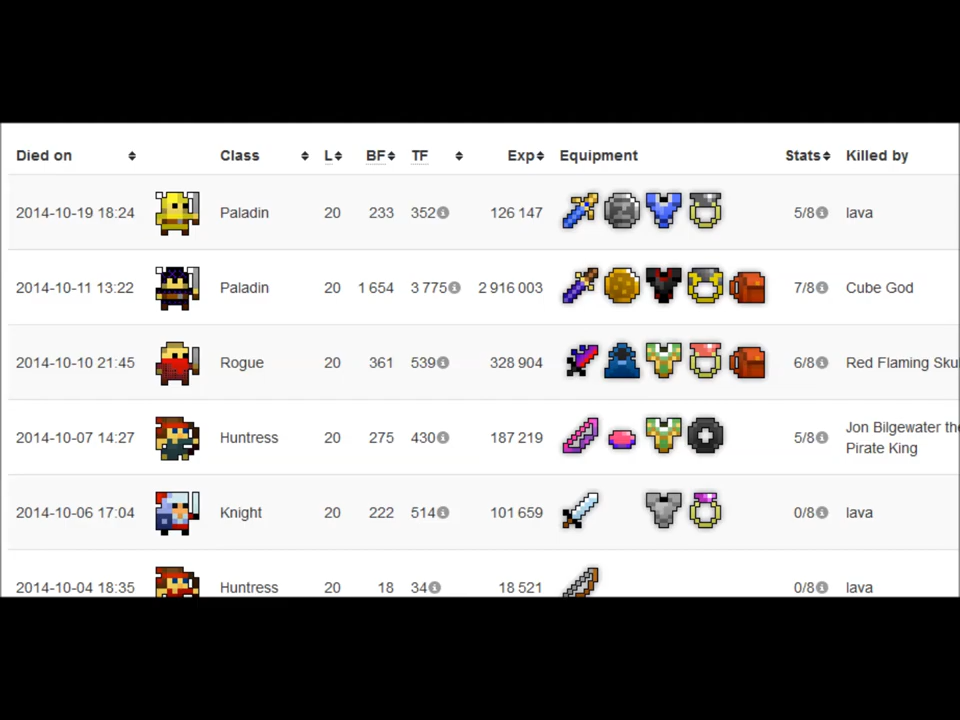 Died on Class L BF TF Exp Equipment Stats Killed by
2014-10-19 18:24 Paladin 20 233 352 126 147 5/8 lava
2014-10-11 13:22 Paladin 20 1 654 3 775 2 916 003 7/8 Cube God
2014-10-10 21:45 Rogue 20 361 539 328 904 6/8 Red Flaming Sku
2014-10-07 14:27 Huntress 20 275 430 187 219 5/8 Jon Bilgewater the
Pirate King
2014-10-06 17:04 Knight 20 222 514 101 659 0/8 lava
2014-10-04 18:35 Huntress 20 18 34 18 521 0/8 lava